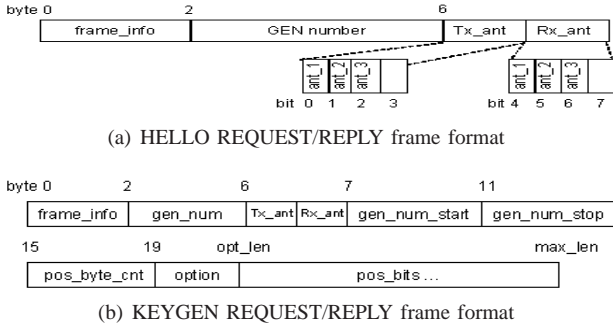 byte 0 2 6
frame_info GEN number Tx_ant Rx_ant
ant_1 ant_2 ant_3 ant_1 ant_2 ant_3
bit 0 1 2 3 bit 4 5 6 7
(a) HELLO REQUEST/REPLY frame format
byte 0 2 6 7 11
frame_info gen_num Tx_ant Rx_ant gen_num_start gen_num_stop
15 19 opt_len max_len
pos_byte_cnt option pos_bits...
(b) KEYGEN REQUEST/REPLY frame format